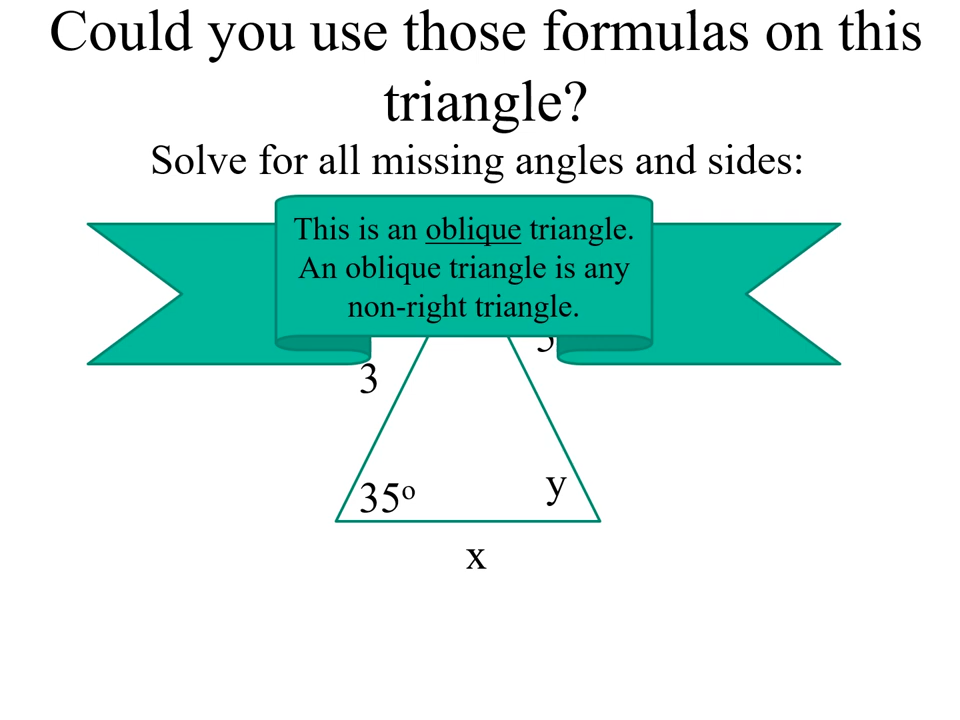 Could you use those formulas on this
triangle?
Solve for all missing angles and sides:
This is an oblique triangle.
An oblique triangle is any
non-right triangle.
3
35º
y
x